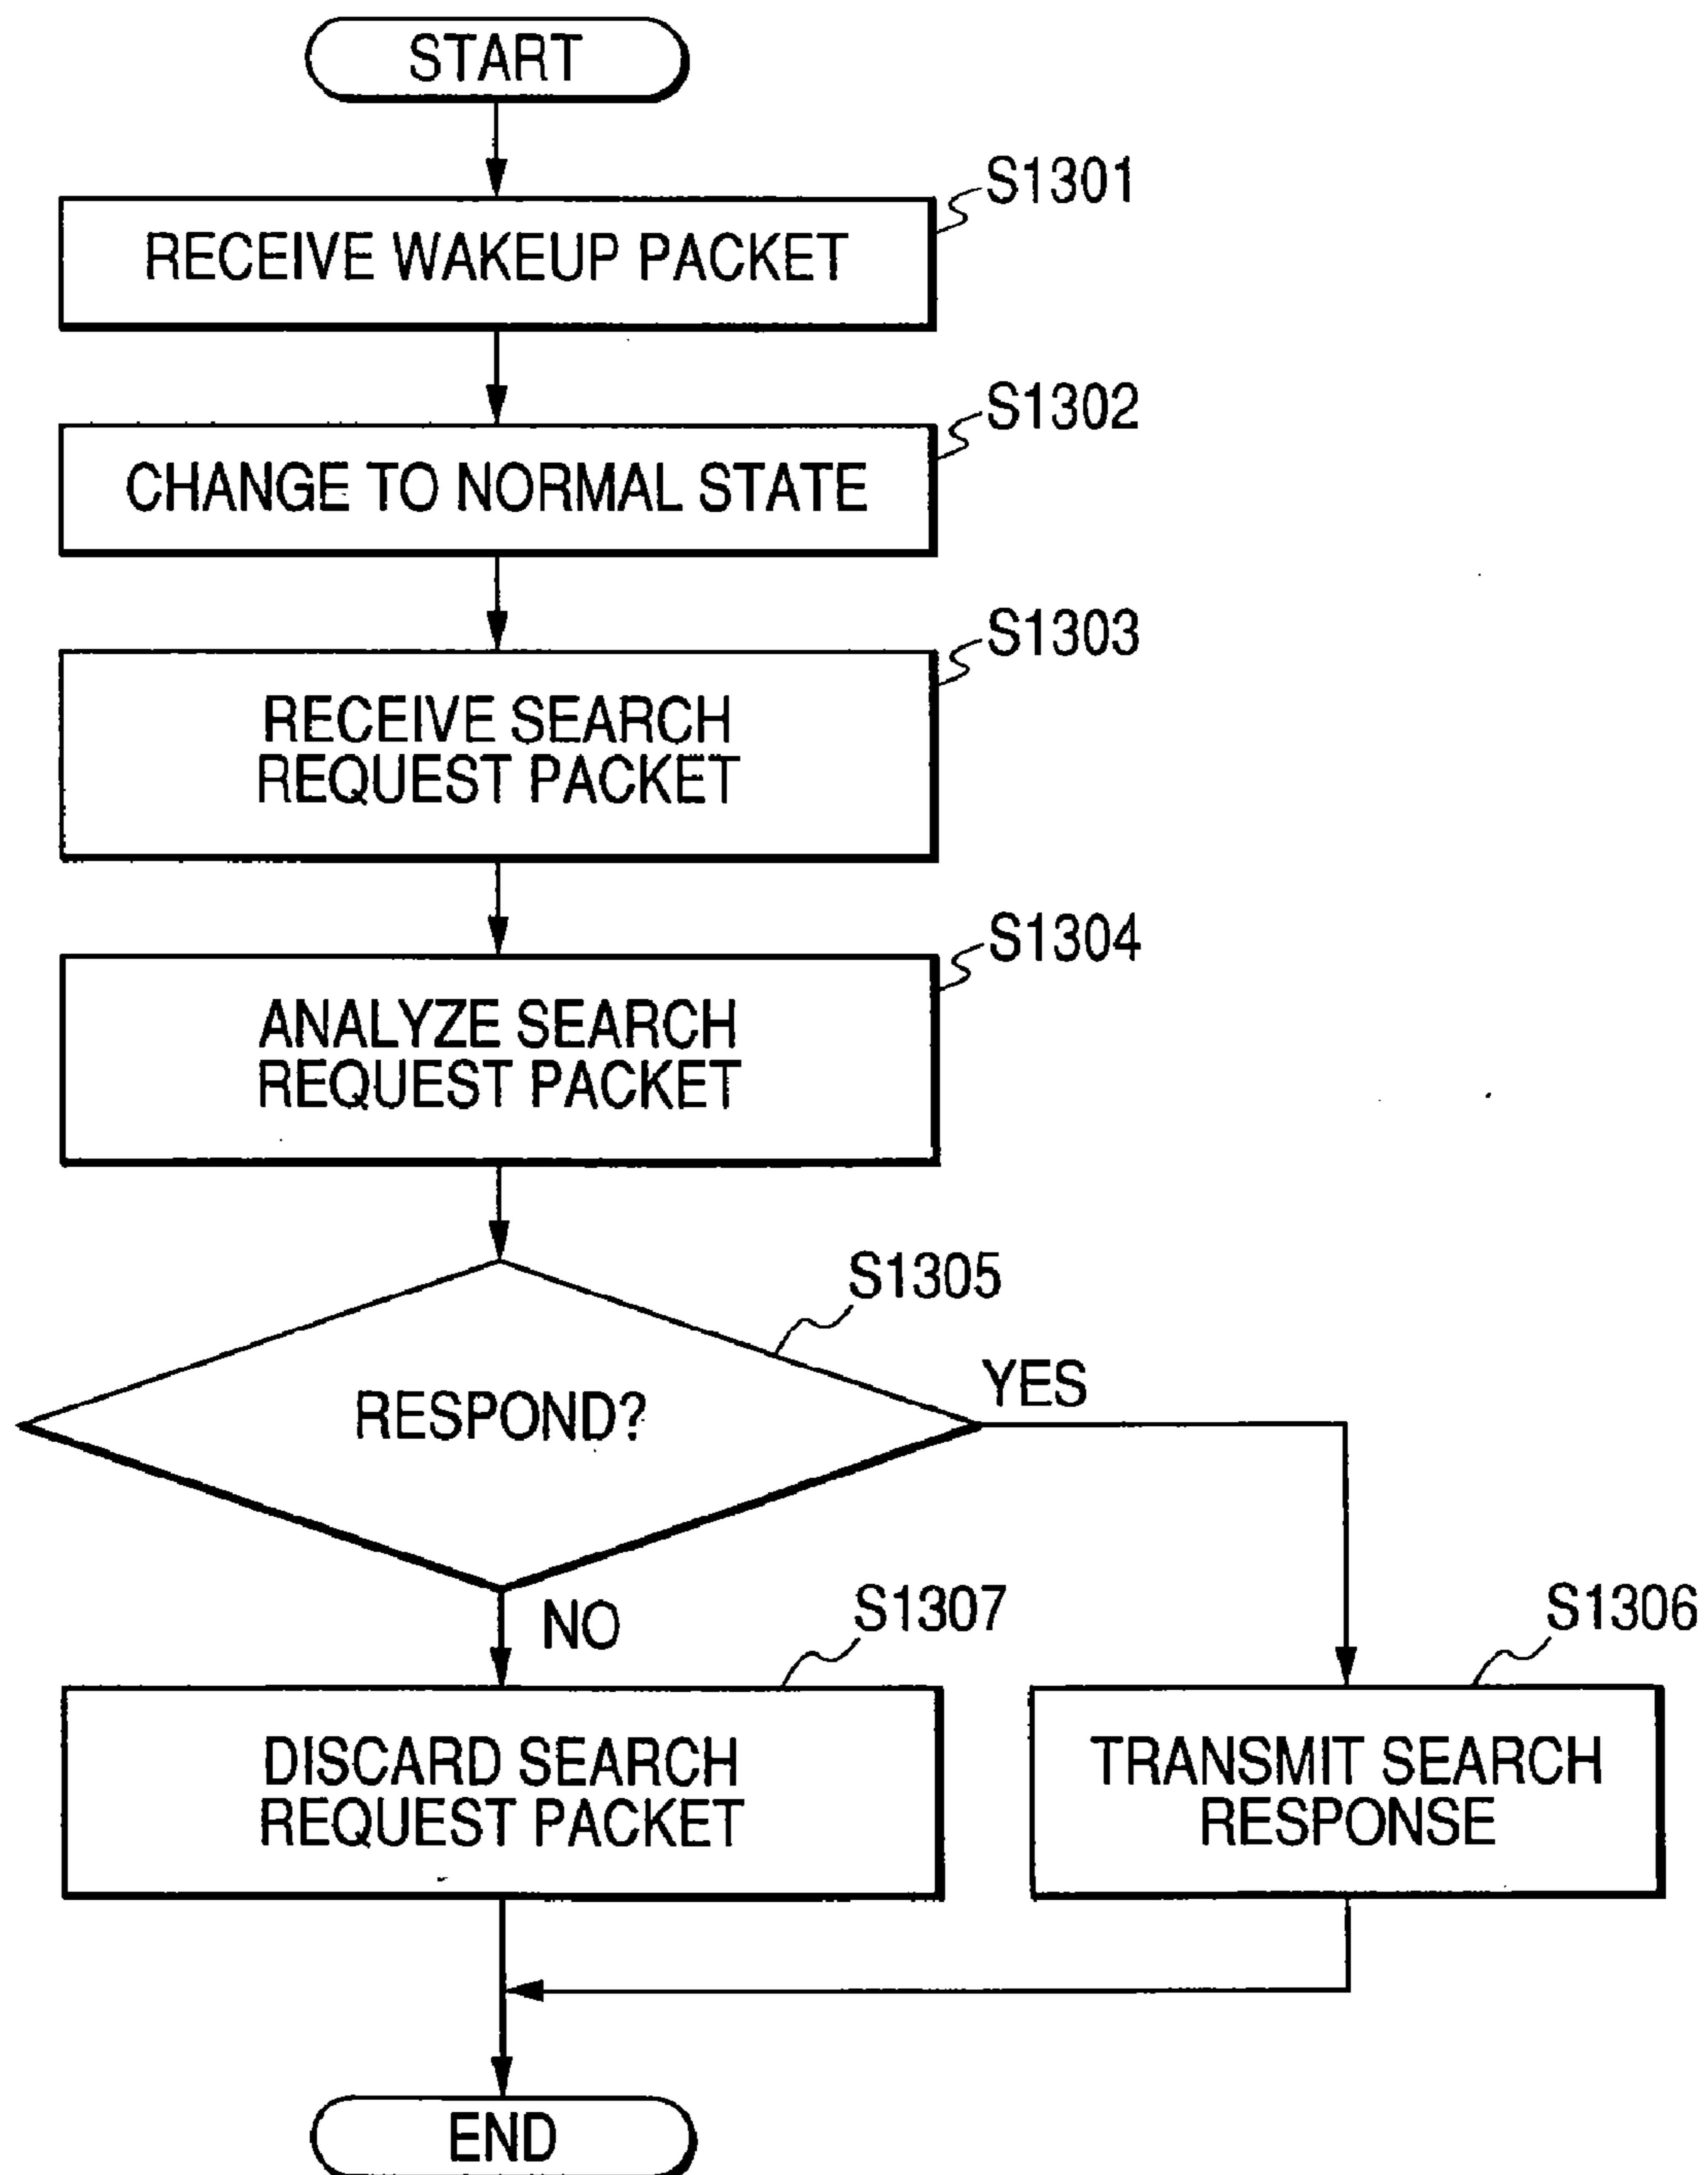 START
S1301
RECEIVE WAKEUP PACKET
S1302
CHANGE TO NORMAL STATE
S1303
RECEIVE SEARCH
REQUEST PACKET
S1304
ANALYZE SEARCH
REQUEST PACKET
S1305
RESPOND?
YES
NO
S1307
DISCARD SEARCH
REQUEST PACKET
S1306
TRANSMIT SEARCH
RESPONSE
END